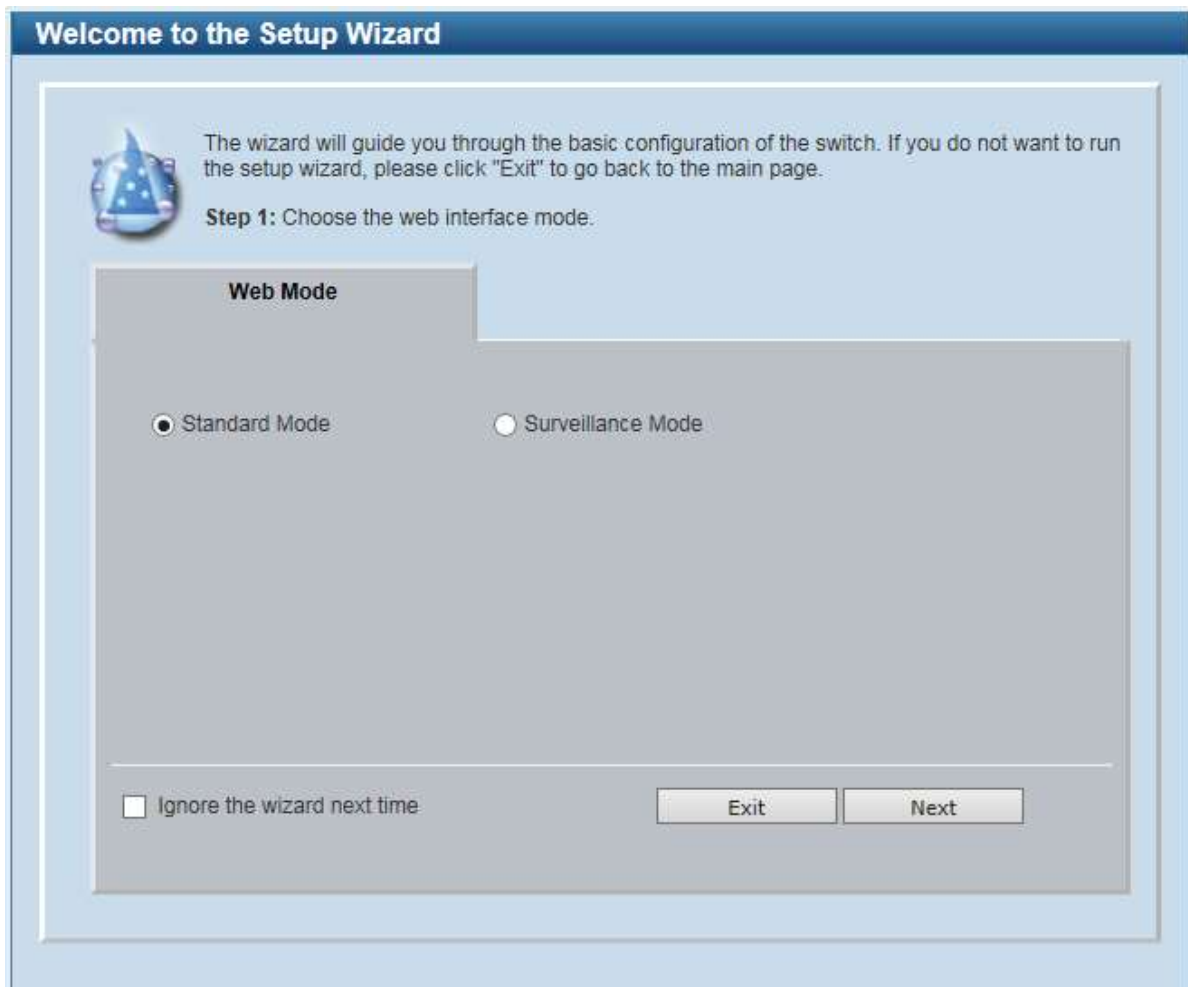 Welcome to the Setup Wizard
The wizard will guide you through the basic configuration of the switch. If you do not want to run
the setup wizard, please click "Exit" to go back to the main page.
Step 1: Choose the web interface mode.
Web Mode
Standard Mode
Surveillance Mode
Ignore the wizard next time
Exit
Next